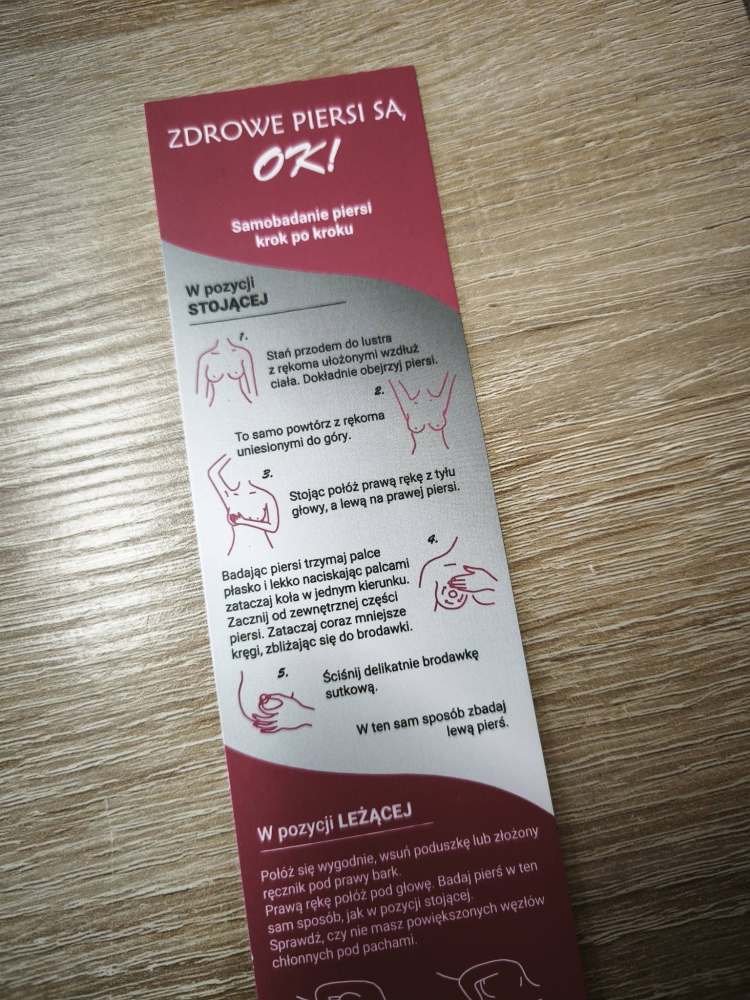 ZDROWE PIERSI SĄ,
OK!
Samobadanie piersi
krok po kroku
W pozycji
STOJĄCEJ
1.
Stań przodem do lustra
z rękoma ułożonymi wzdłuż
ciała. Dokładnie obejrzyj piersi.
2.
To samo powtórz z rękoma
uniesionymi do góry.
3.
Stojąc połóż prawą rękę z tyłu
głowy, a lewą na prawej piersi.
4.
Badając piersi trzymaj palce
płasko i lekko naciskając palcami
zataczaj koła w jednym kierunku.
Zacznij od zewnętrznej części
piersi. Zataczaj coraz mniejsze
kręgi, zbliżając się do brodawki.
5.
Ściśnij delikatnie brodawkę
sutkową.
W ten sam sposób zbadaj
lewą pierś.
W pozycji LEŻĄCEJ
Połóż się wygodnie, wsuń poduszkę lub złożony
ręcznik pod prawy bark.
Prawą rękę połóż pod głowę. Badaj pierś w ten
sam sposób, jak w pozycji stojącej.
Sprawdź, czy nie masz powiększonych węzłów
chłonnych pod pachami.